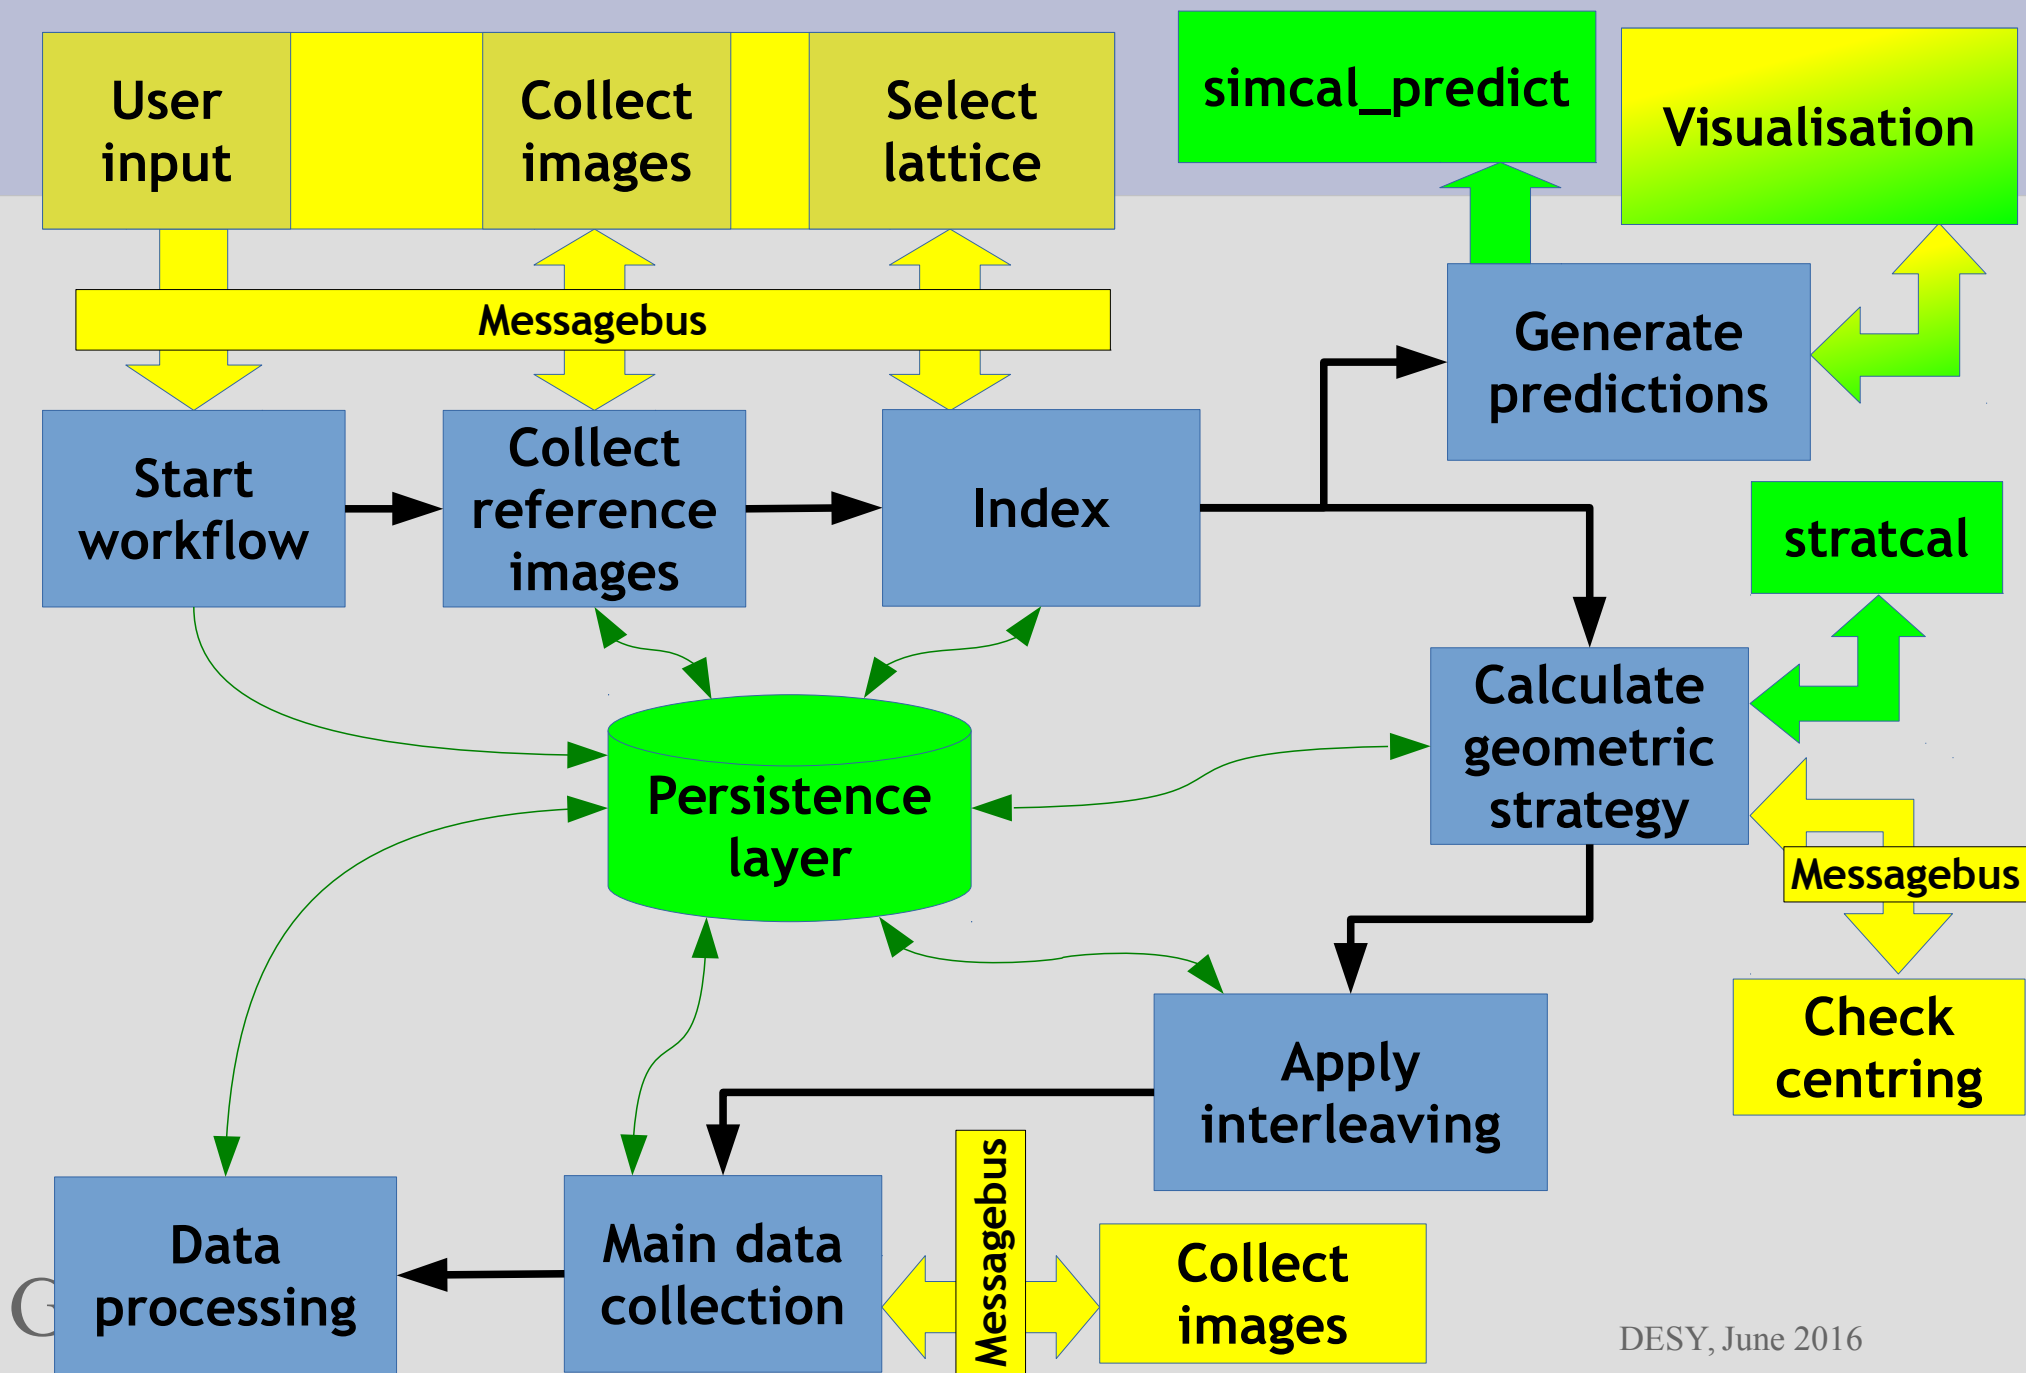 User
input
Collect
images
Select
lattice
simcal_predict
Visualisation
Messagebus
Generate
predictions
Start
workflow
Collect
reference
images
Index
stratcal
Calculate
geometric
strategy
Persistence
layer
Messagebus
Check
centring
Apply
interleaving
Messagebus
Data
processing
Main data
collection
Collect
images
G
DESY, June 2016